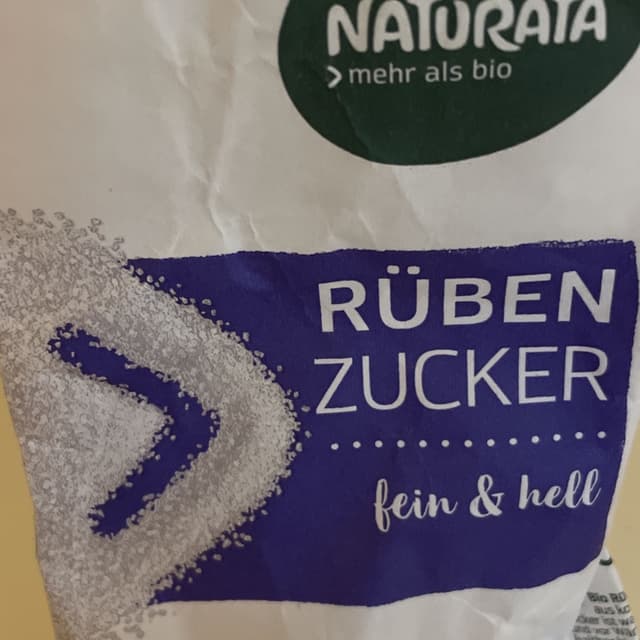 NATURATA
mehr als bio
RÜBEN
ZUCKER
fein & hell